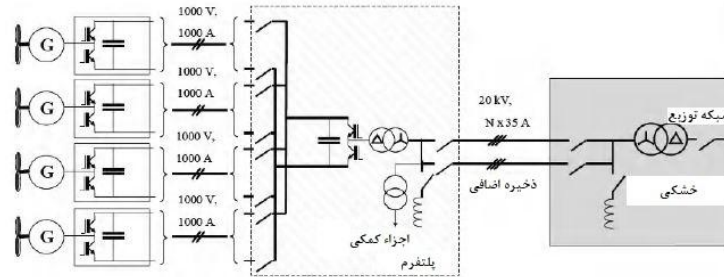 1000 V,
1000 A
1000 V,
1000 A
1000 V,
1000 A
1000 V,
1000 A
G
G
G
G
20 kV,
N x 35 A
ذخیره اضافی
اجزاء کمکی
پلتفرم
شبکه توزیع
خشکی